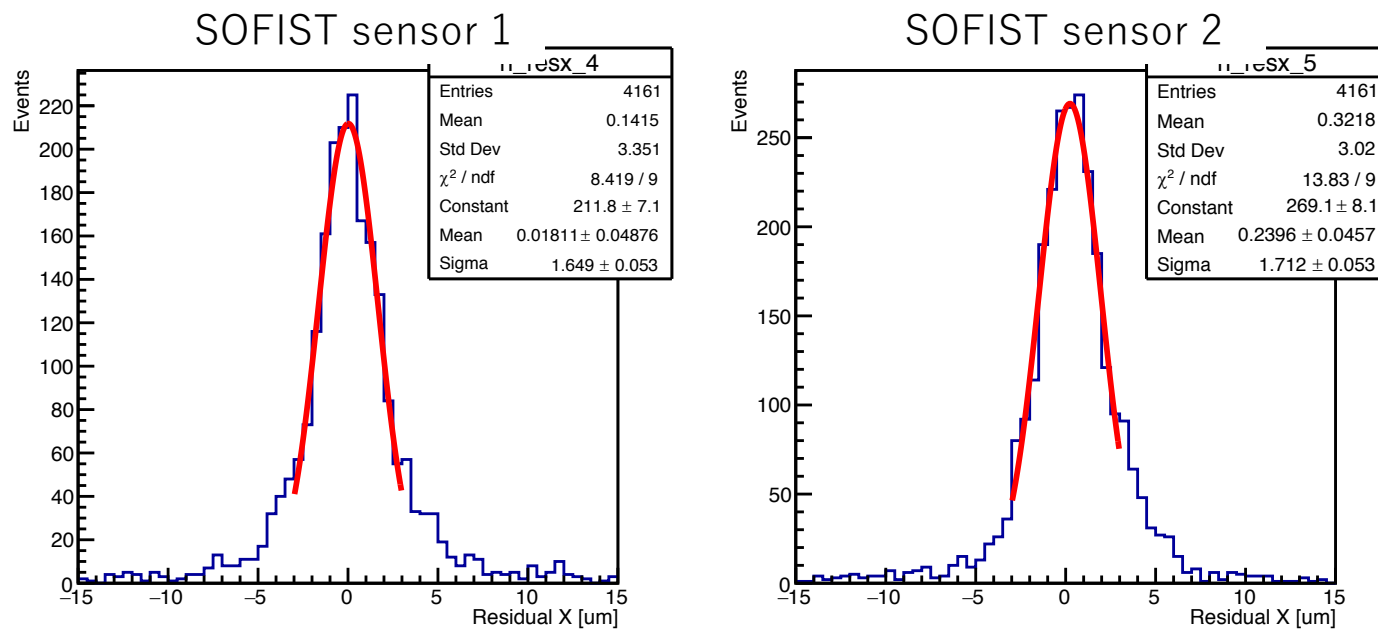 SOFIST sensor 1
Events
Entries 4161
Mean 0.1415
Std Dev 3.351
χ² / ndf 8.419 / 9
Constant 211.8 ± 7.1
Mean 0.01811 ± 0.04876
Sigma 1.649 ± 0.053
220
200
180
160
140
120
100
80
60
40
20
0
−15 −10 −5 0 5 10 15
Residual X [um]
SOFIST sensor 2
Events
Entries 4161
Mean 0.3218
Std Dev 3.02
χ² / ndf 13.83 / 9
Constant 269.1 ± 8.1
Mean 0.2396 ± 0.0457
Sigma 1.712 ± 0.053
250
200
150
100
50
0
−15 −10 −5 0 5 10 15
Residual X [um]